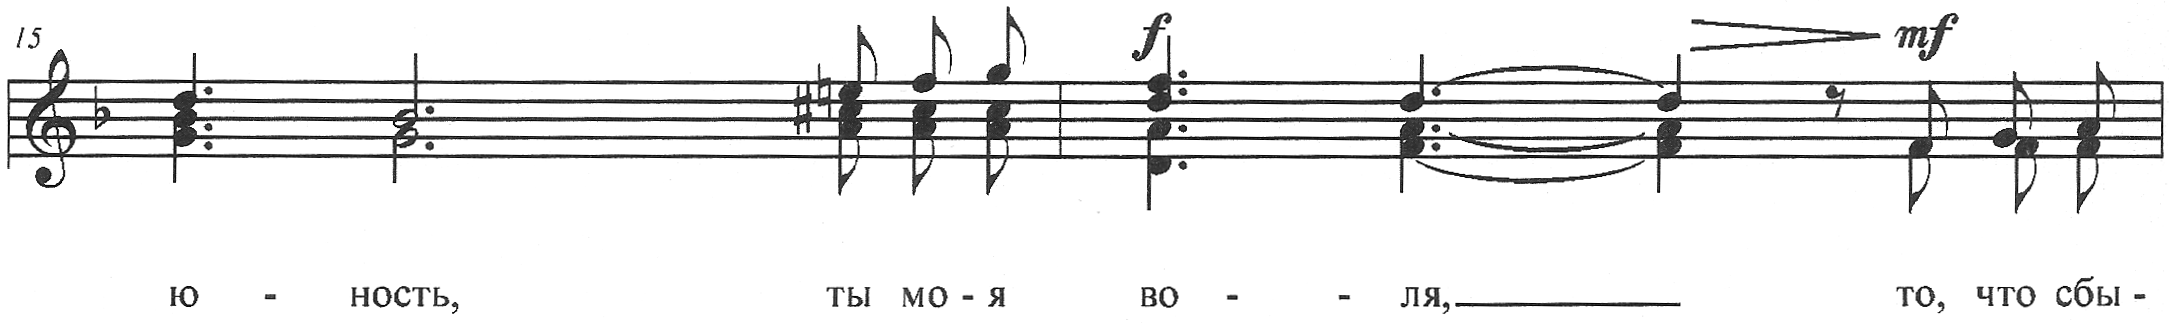 15
f mf
ю - ность, ты мо - я во - - ля, то, что сбы -